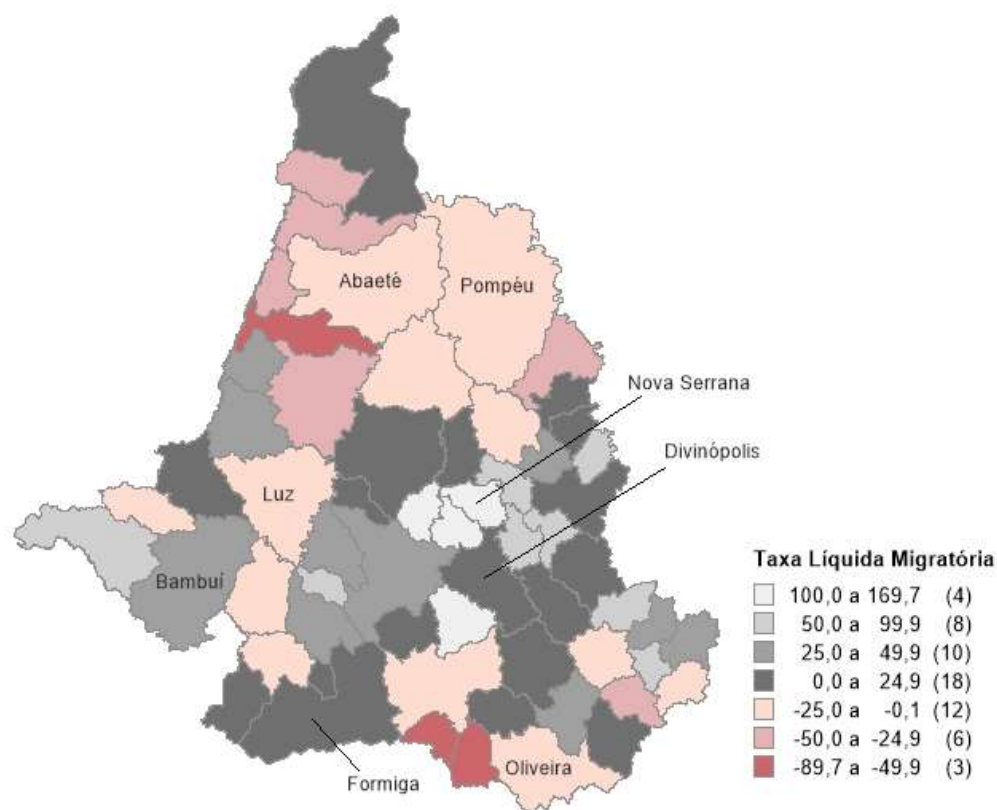 Abaeté
Pompéu
Nova Serrana
Divinópolis
Luz
Bambuí
Formiga
Oliveira
Taxa Líquida Migratória
100,0 a 169,7 (4)
50,0 a 99,9 (8)
25,0 a 49,9 (10)
0,0 a 24,9 (18)
-25,0 a -0,1 (12)
-50,0 a -24,9 (6)
-89,7 a -49,9 (3)